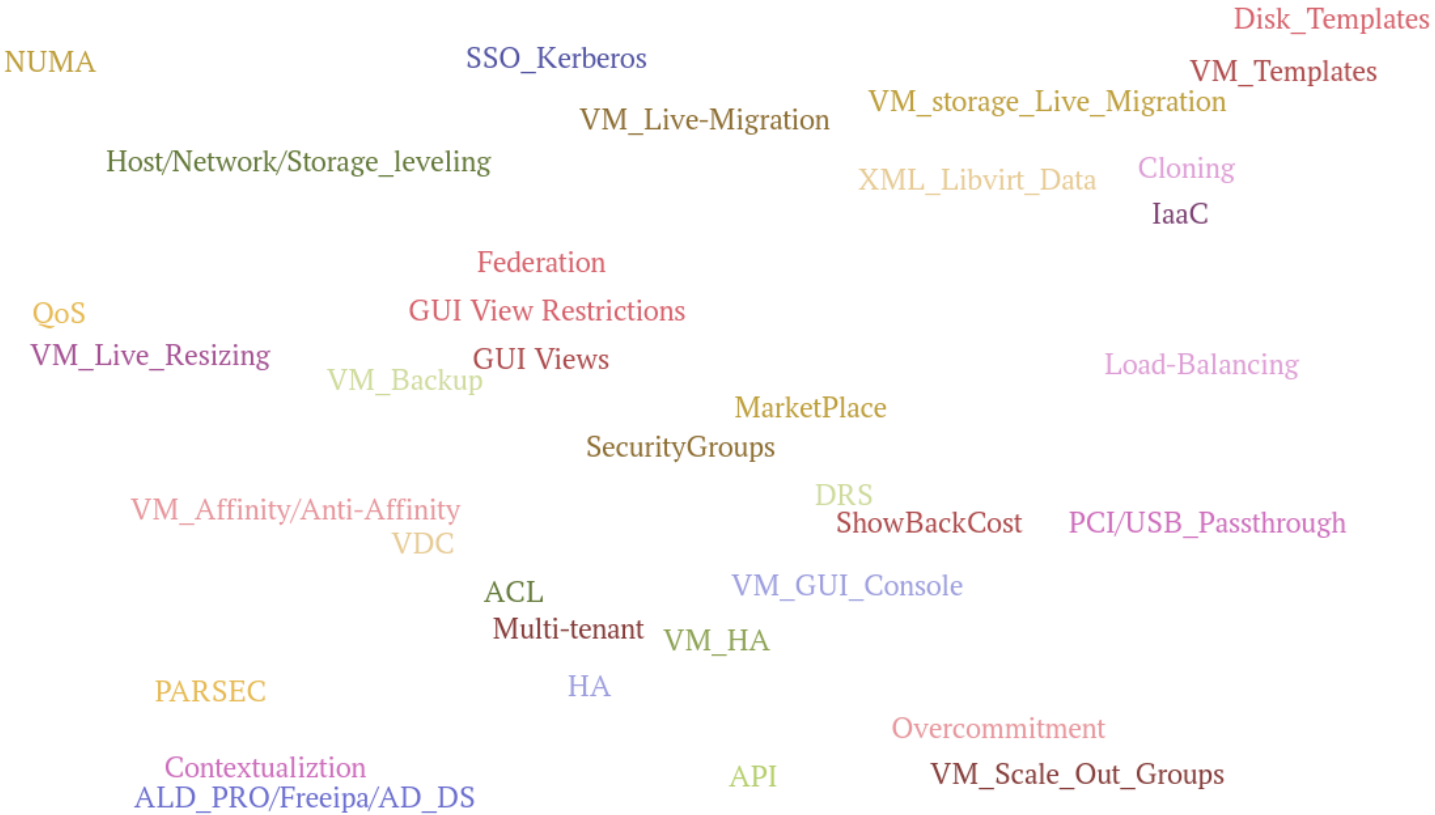 Disk_Templates
NUMA
SSO_Kerberos
VM_Templates
VM_storage_Live_Migration
VM_Live-Migration
Host/Network/Storage_leveling
Cloning
XML_Libvirt_Data
IaaC
Federation
GUI View Restrictions
QoS
VM_Live_Resizing
GUI Views
Load-Balancing
VM_Backup
MarketPlace
SecurityGroups
DRS
VM_Affinity/Anti-Affinity
ShowBackCost
PCI/USB_Passthrough
VDC
VM_GUI_Console
ACL
Multi-tenant
VM_HA
HA
PARSEC
Overcommitment
Contextualiztion
VM_Scale_Out_Groups
API
ALD_PRO/Freeipa/AD_DS